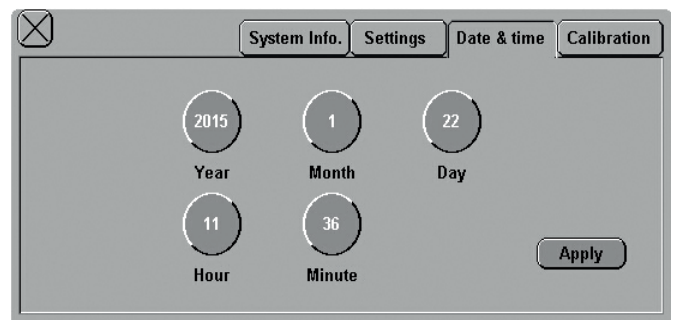 System Info. Settings Date & time Calibration
2015 1 22
Year Month Day
11 36
Hour Minute
Apply